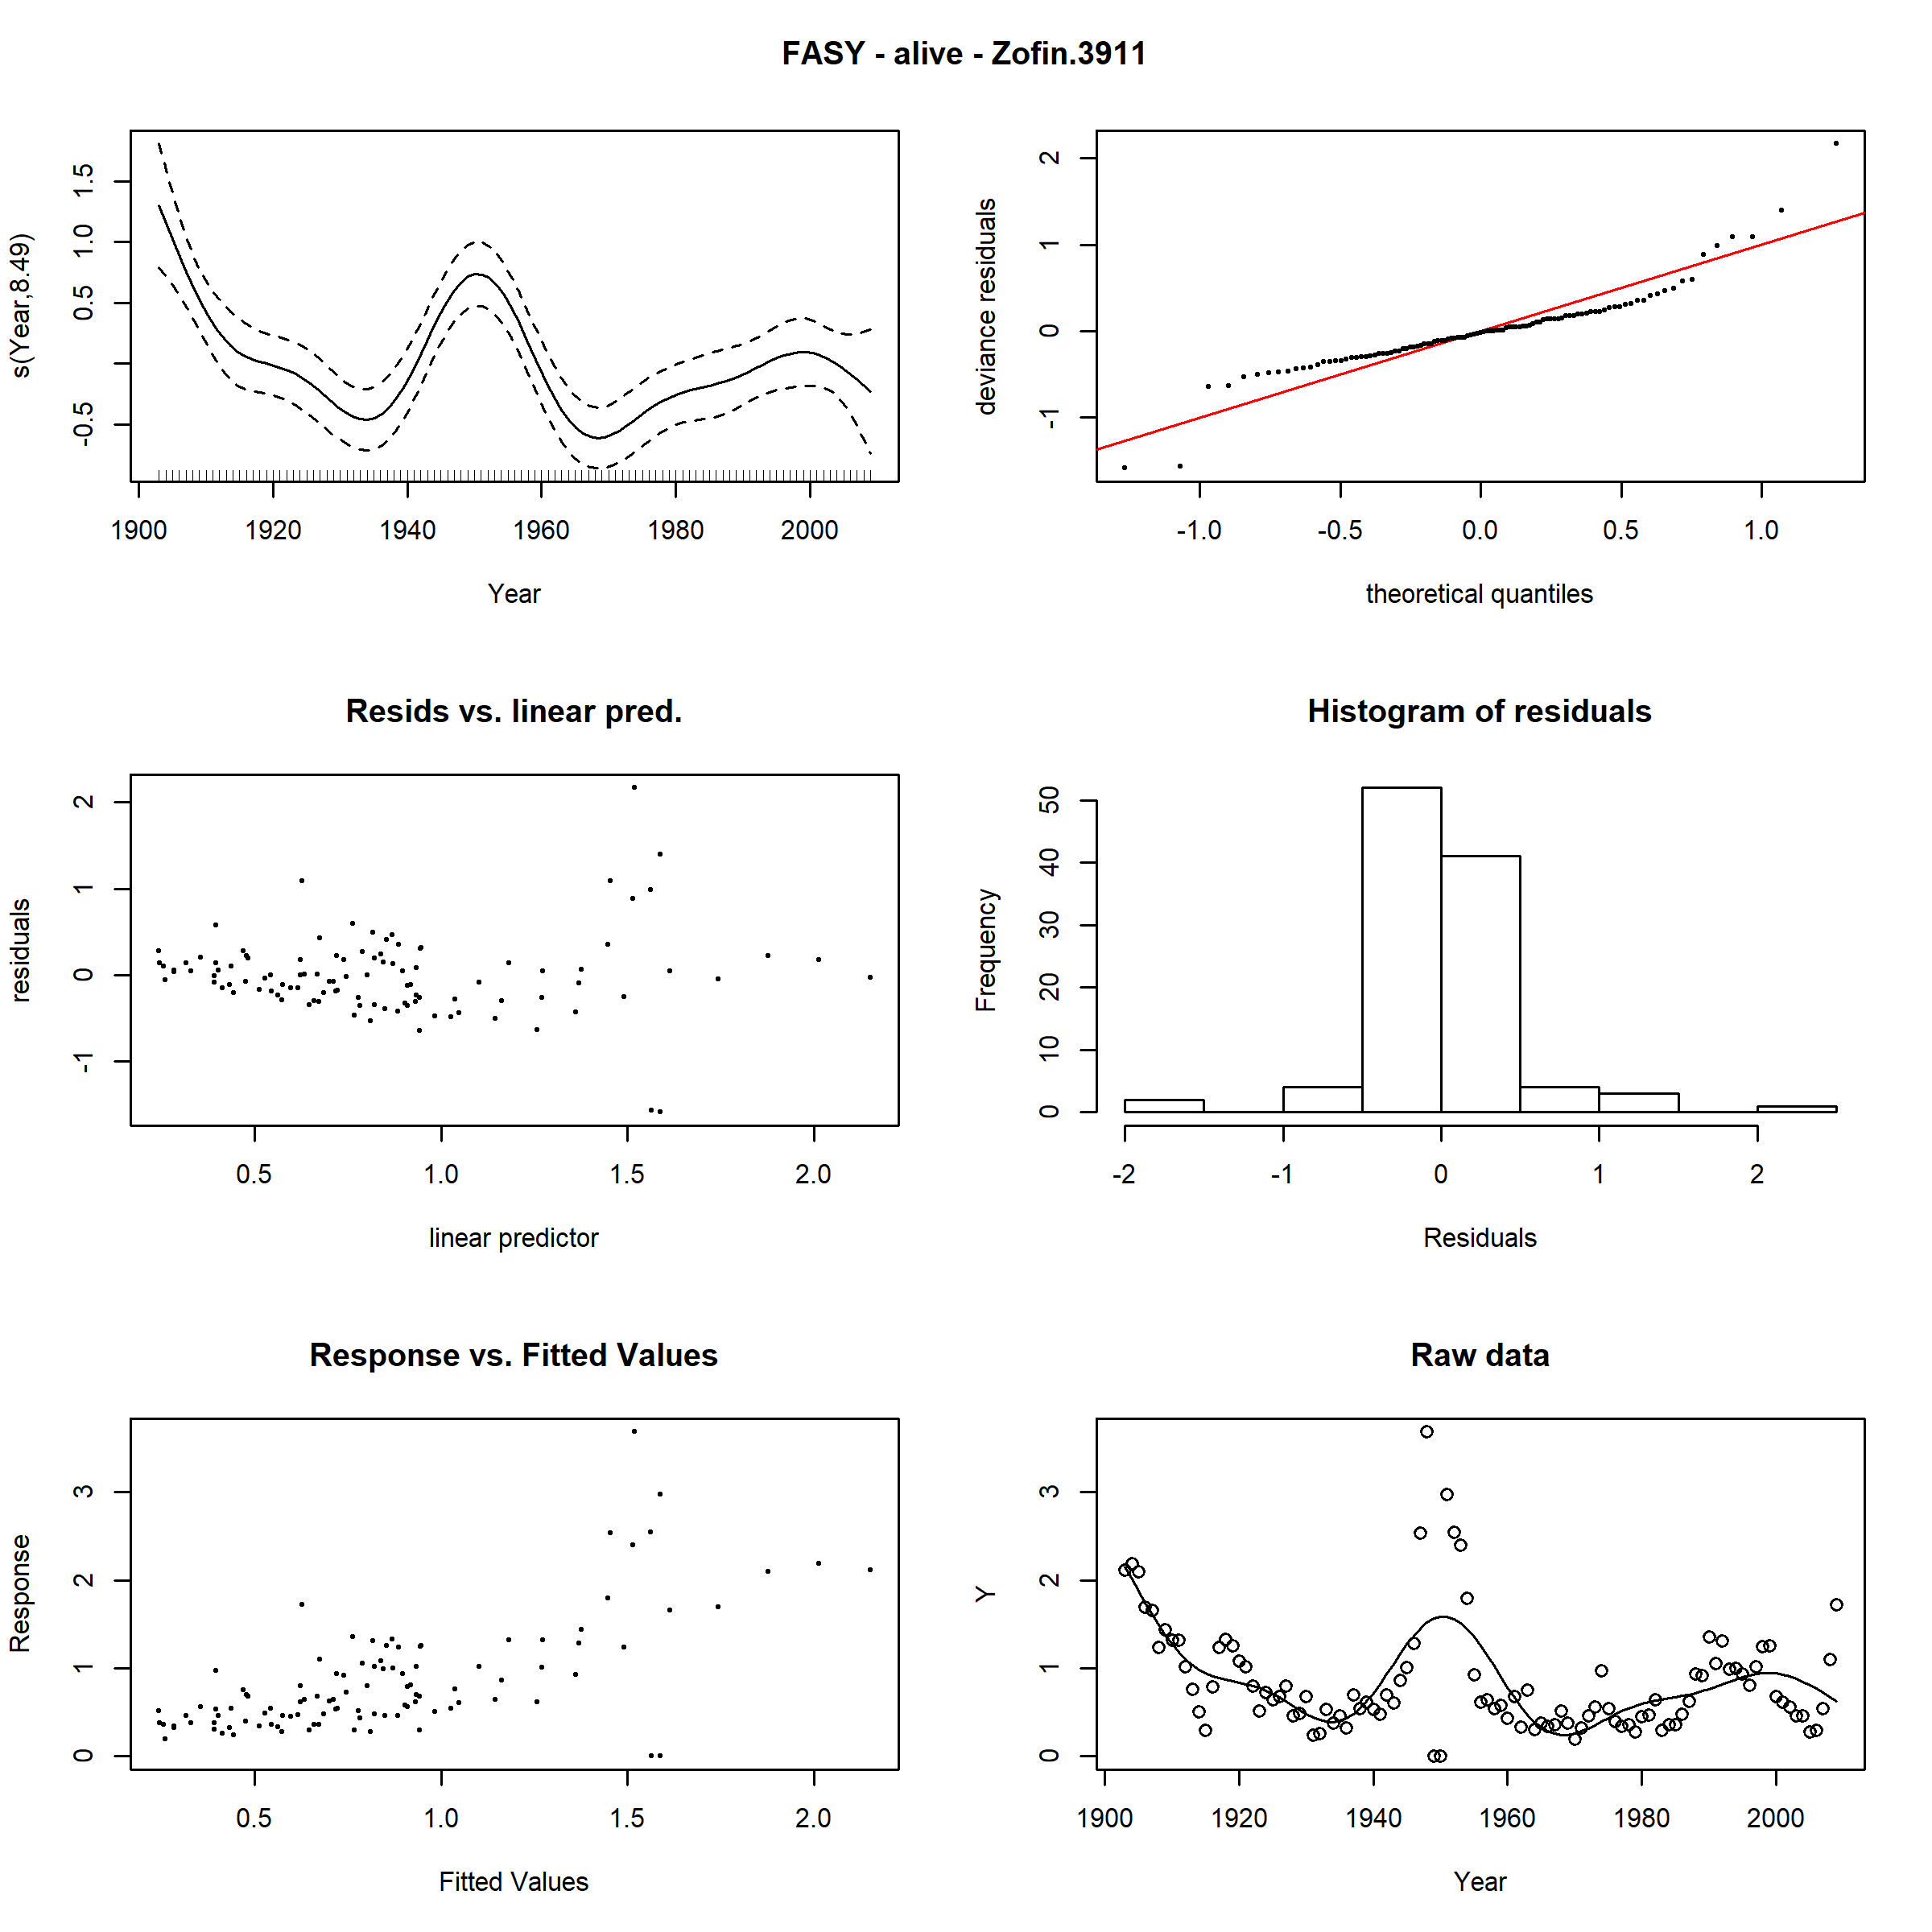 FASY - alive - Zofin.3911
s(Year,8.49)
-0.5 0.5 1.0 1.5
1900 1920 1940 1960 1980 2000
Year
deviance residuals
-1 0 1 2
-1.0 -0.5 0.0 0.5 1.0
theoretical quantiles
Resids vs. linear pred.
residuals
-1 0 1 2
0.5 1.0 1.5 2.0
linear predictor
Histogram of residuals
Frequency
0 10 20 30 40 50
-2 -1 0 1 2
Residuals
Response vs. Fitted Values
Response
0 1 2 3
0.5 1.0 1.5 2.0
Fitted Values
Raw data
Y
0 1 2 3
1900 1920 1940 1960 1980 2000
Year